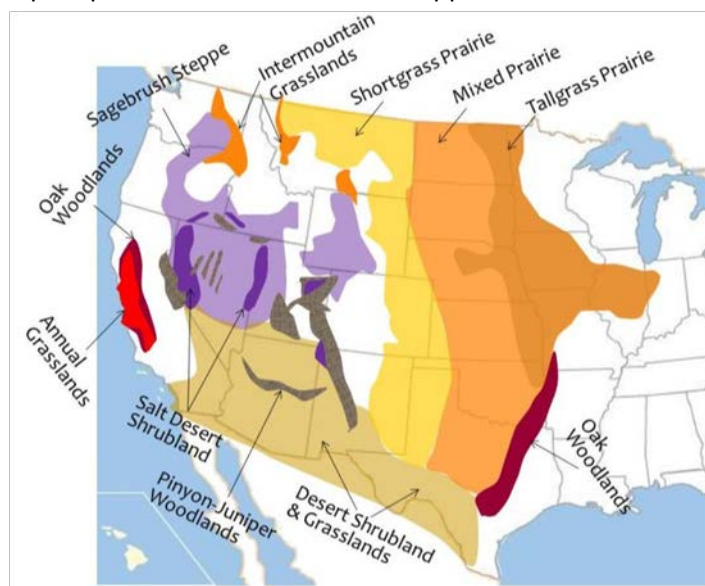 Sagebrush Steppe
Intermountain
Grasslands
Shortgrass Prairie
Mixed Prairie
Tallgrass Prairie
Oak
Woodlands
Annual
Grasslands
Salt Desert
Shrubland
Pinyon-Juniper
Woodlands
Desert Shrubland
& Grasslands
Oak
Woodlands